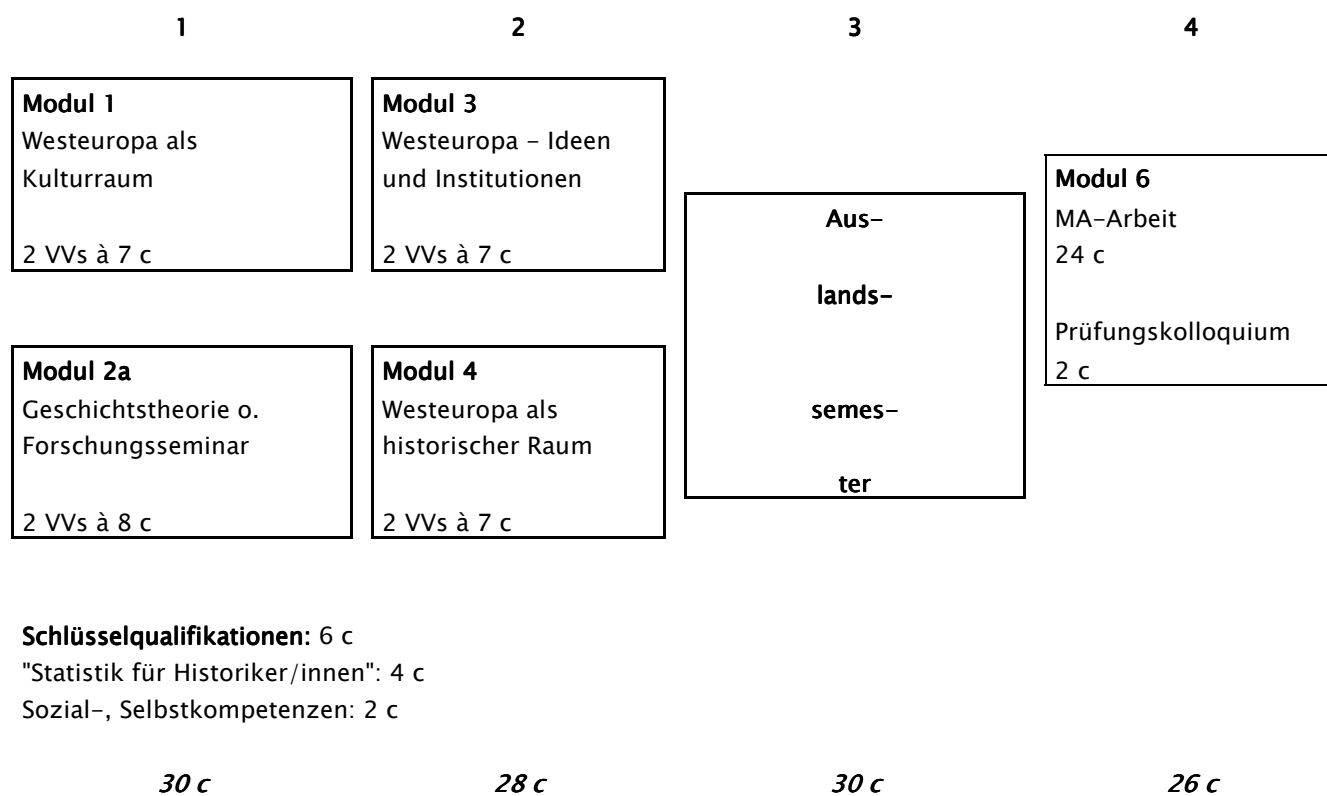 1 2 3 4
Modul 1
Westeuropa als
Kulturraum
2 VVs à 7 c
Modul 3
Westeuropa – Ideen
und Institutionen
2 VVs à 7 c
Modul 2a
Geschichtstheorie o.
Forschungsseminar
2 VVs à 8 c
Modul 4
Westeuropa als
historischer Raum
2 VVs à 7 c
Aus-
lands-
semes-
ter
Modul 6
MA-Arbeit
24 c
Prüfungskolloquium
2 c
Schlüsselqualifikationen: 6 c
"Statistik für Historiker/innen": 4 c
Sozial-, Selbstkompetenzen: 2 c
30 c 28 c 30 c 26 c